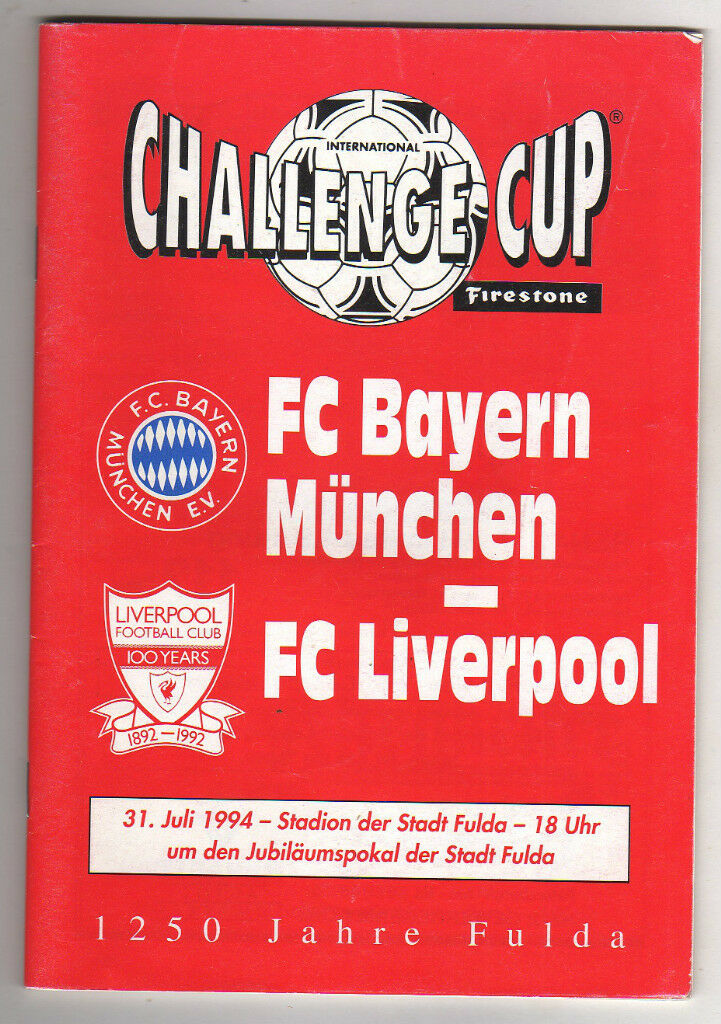 INTERNATIONAL
CHALLENGE CUP®
Firestone
F.C. BAYERN
MÜNCHEN E.V.
FC Bayern
München
–
FC Liverpool
LIVERPOOL
FOOTBALL CLUB
100 YEARS
1892–1992
31. Juli 1994 – Stadion der Stadt Fulda – 18 Uhr
um den Jubiläumspokal der Stadt Fulda
1250 Jahre Fulda